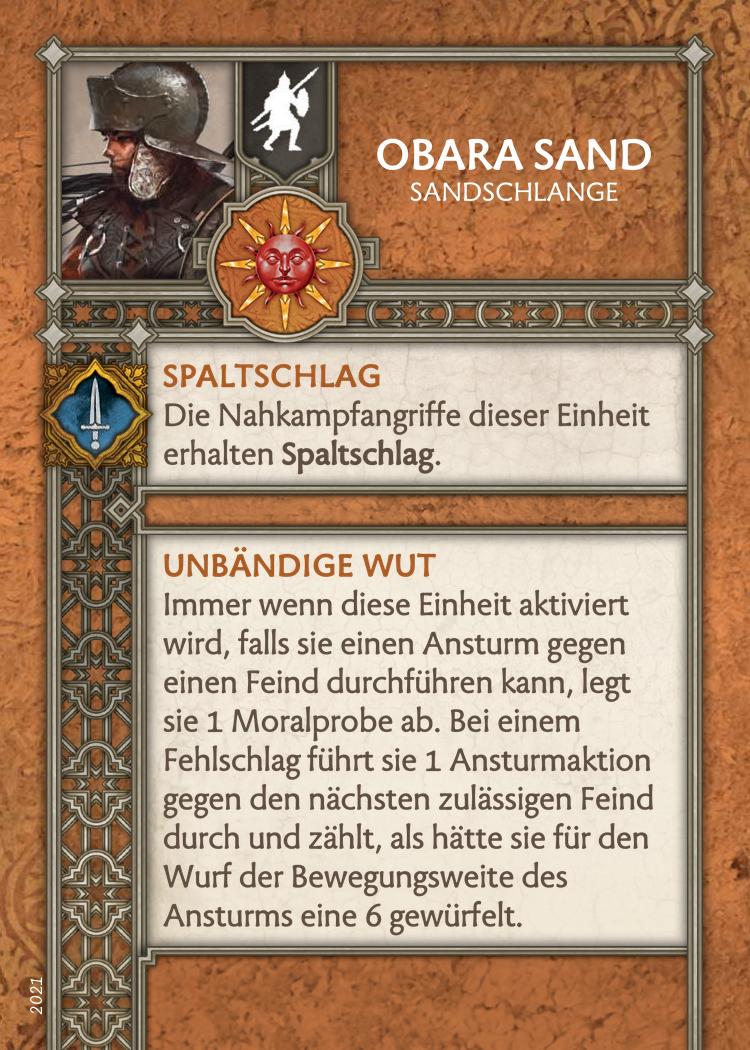 OBARA SAND
SANDSCHLANGE
SPALTSCHLAG
Die Nahkampfangriffe dieser Einheit
erhalten Spaltschlag.
UNBÄNDIGE WUT
Immer wenn diese Einheit aktiviert
wird, falls sie einen Ansturm gegen
einen Feind durchführen kann, legt
sie 1 Moralprobe ab. Bei einem
Fehlschlag führt sie 1 Ansturmaktion
gegen den nächsten zulässigen Feind
durch und zählt, als hätte sie für den
Wurf der Bewegungsweite des
Ansturms eine 6 gewürfelt.
2021